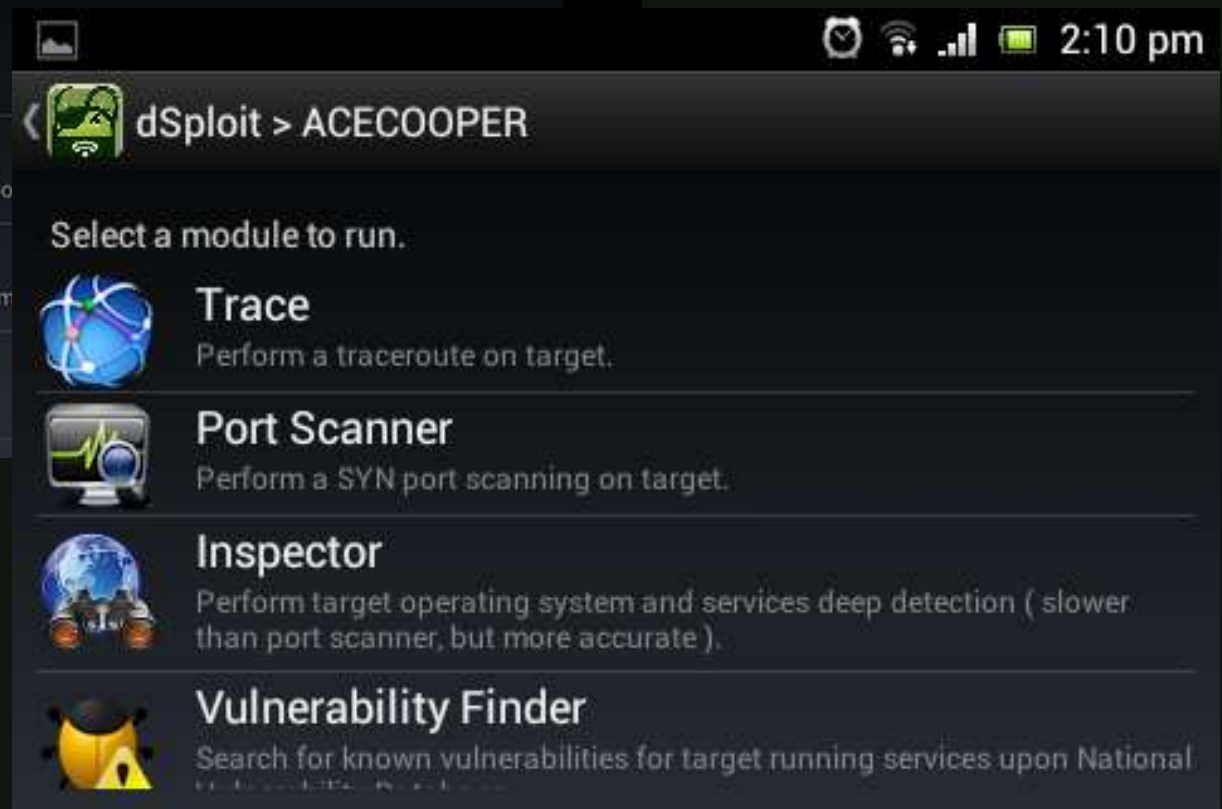 2:10 pm
dSploit > ACECOOPER
Select a module to run.
Trace
Perform a traceroute on target.
Port Scanner
Perform a SYN port scanning on target.
Inspector
Perform target operating system and services deep detection ( slower
than port scanner, but more accurate ).
Vulnerability Finder
Search for known vulnerabilities for target running services upon National